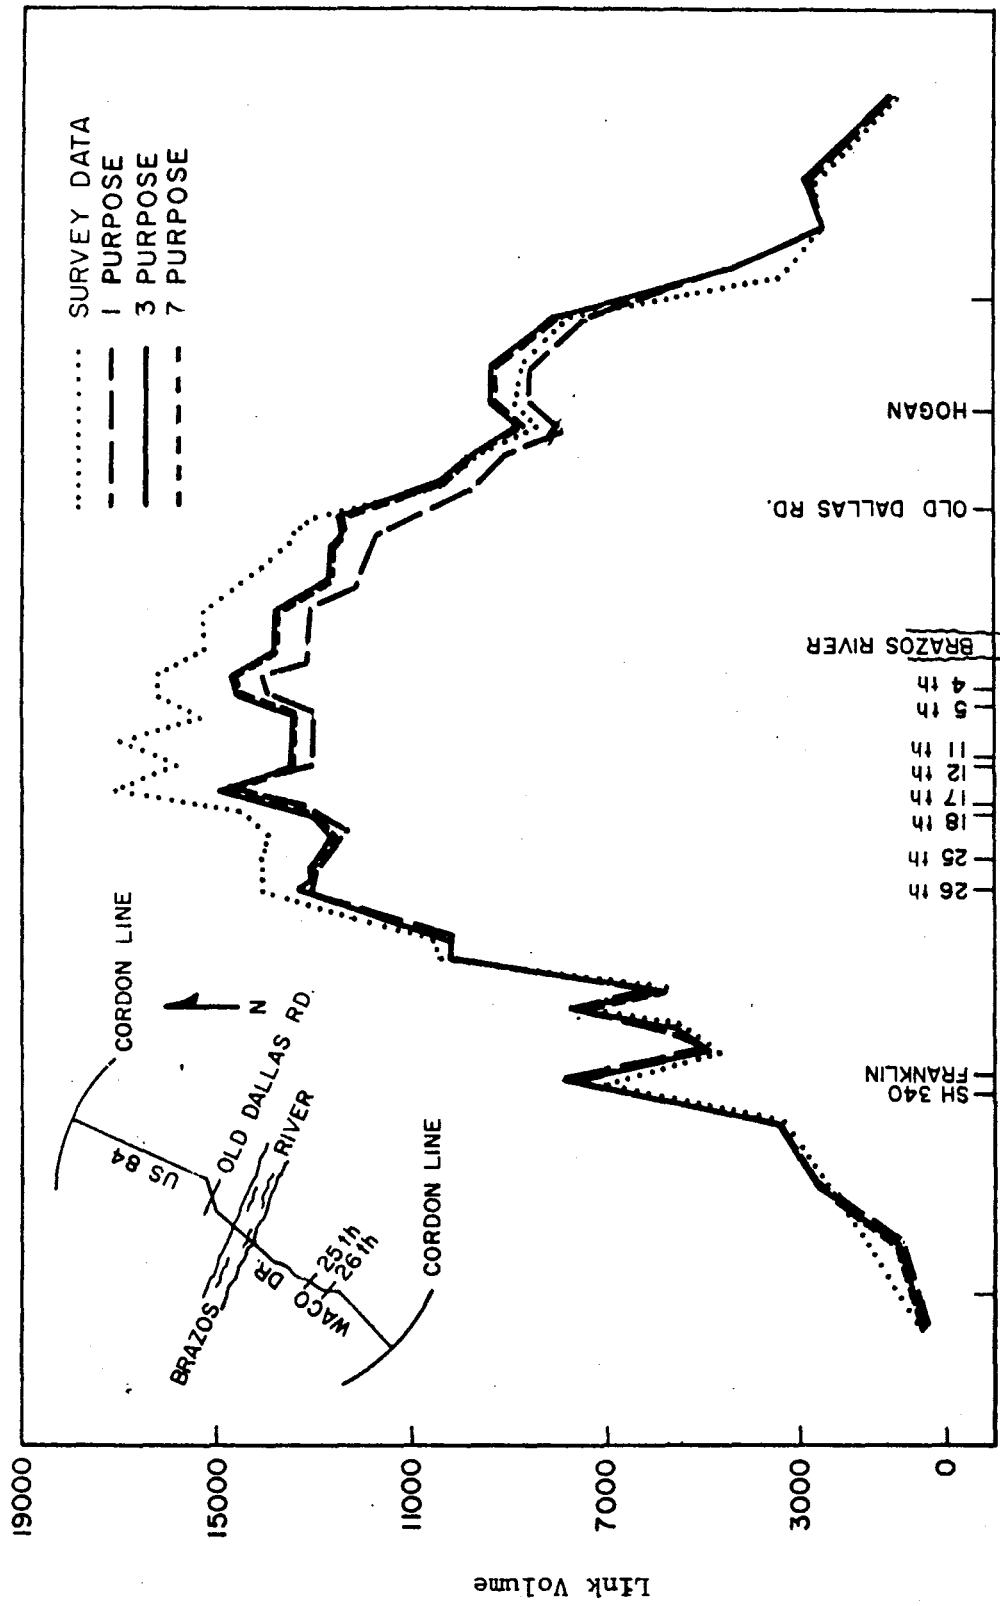 SURVEY DATA
1 PURPOSE
3 PURPOSE
7 PURPOSE
CORDON LINE
N
US 84
OLD DALLAS RD.
BRAZOS RIVER
WACO DR.
25th
26th
CORDON LINE
Link Volume
19000
15000
11000
7000
3000
0
SH 340
FRANKLIN
26 th
25 th
18 th
17 th
12 th
11 th
5 th
4 th
BRAZOS RIVER
OLD DALLAS RD.
HOGAN